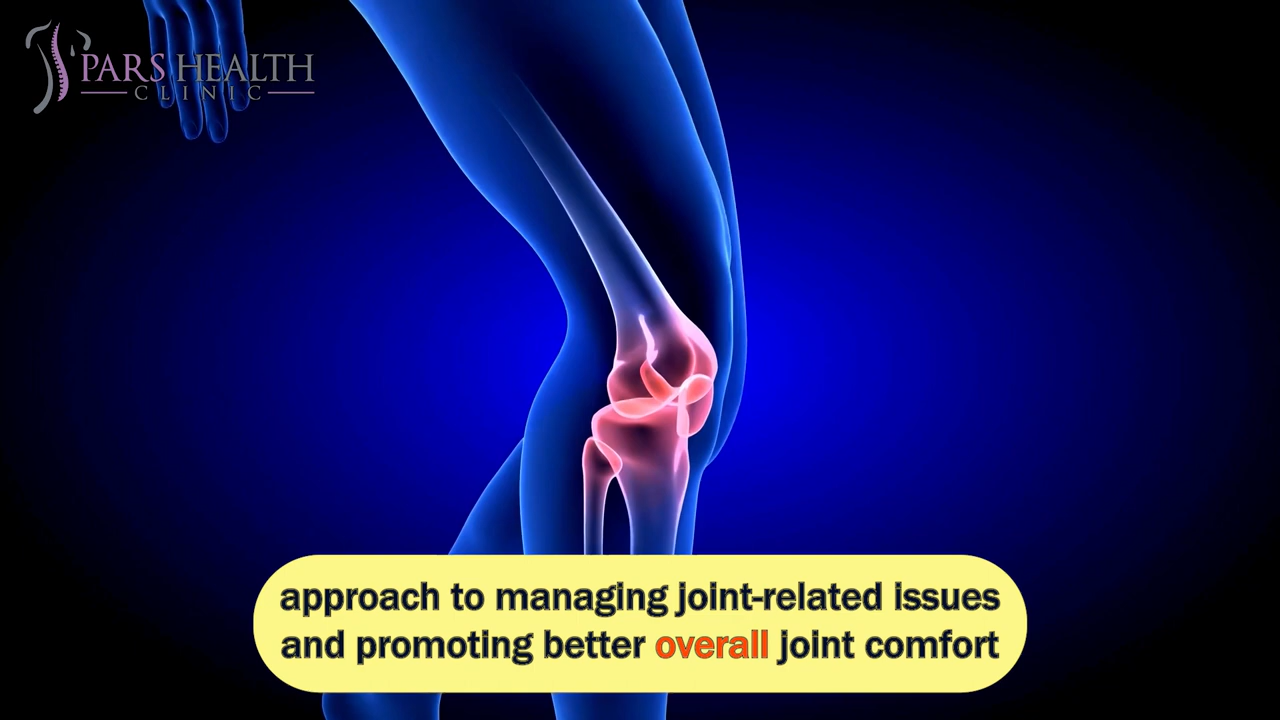 PARS HEALTH
CLINIC
approach to managing joint-related issues
and promoting better overall joint comfort